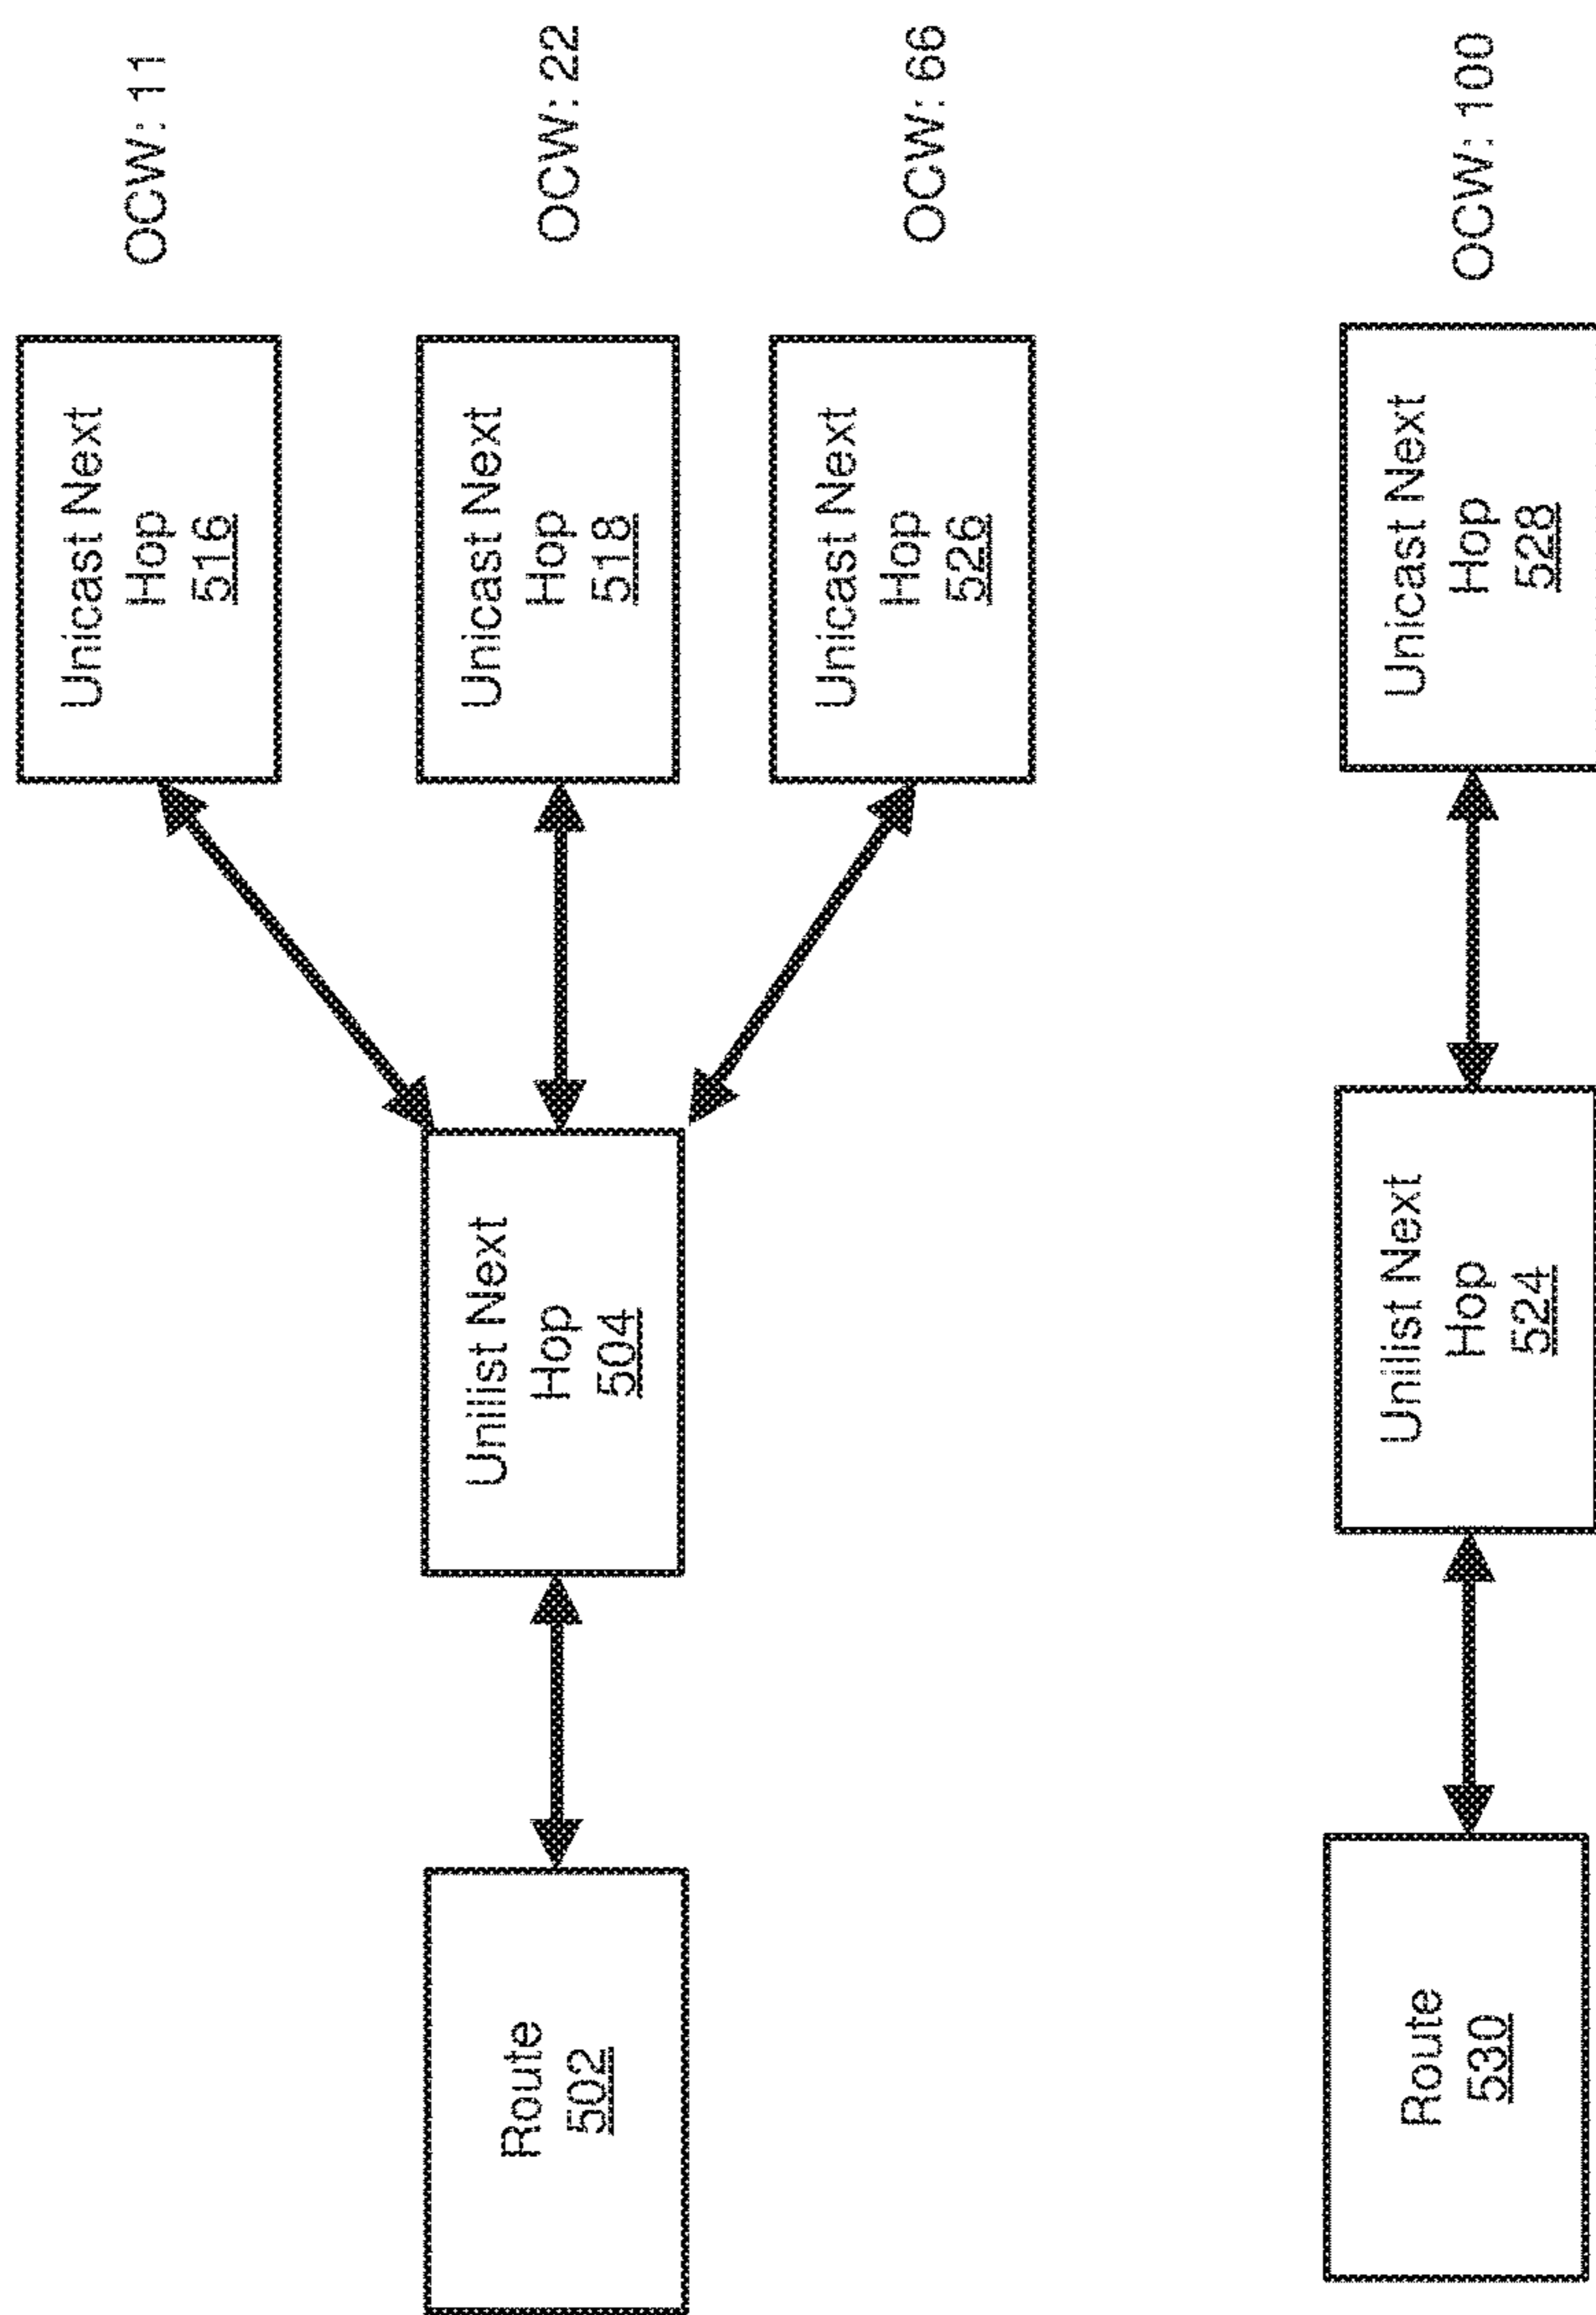 OCW: 11
Unicast Next
Hop
516
OCW: 22
Unicast Next
Hop
518
OCW: 66
Unicast Next
Hop
526
Unilist Next
Hop
504
Route
502
OCW: 100
Unicast Next
Hop
528
Unilist Next
Hop
524
Route
530